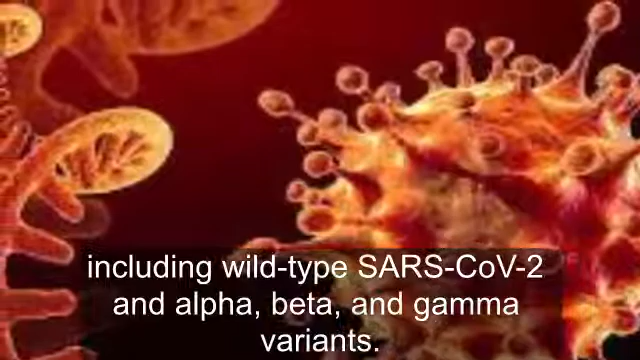 including wild-type SARS-CoV-2
and alpha, beta, and gamma
variants.